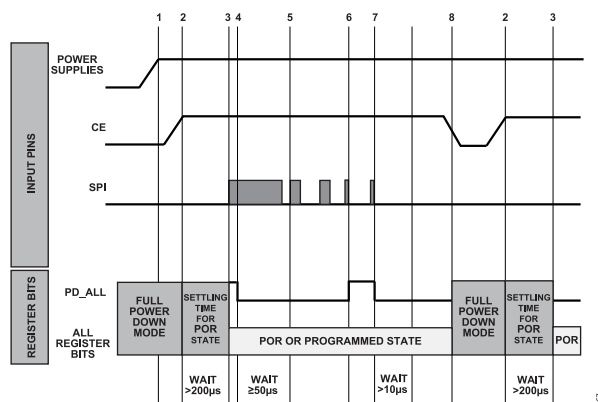 1 2 3 4 5 6 7 8 2 3
POWER
SUPPLIES
CE
SPI
INPUT PINS
PD_ALL
ALL
REGISTER
BITS
REGISTER BITS
FULL
POWER
DOWN
MODE
SETTLING
TIME
FOR
POR
STATE
POR OR PROGRAMMED STATE
FULL
POWER
DOWN
MODE
SETTLING
TIME
FOR
POR
STATE
POR
WAIT
>200µs
WAIT
≥50µs
WAIT
>10µs
WAIT
>200µs